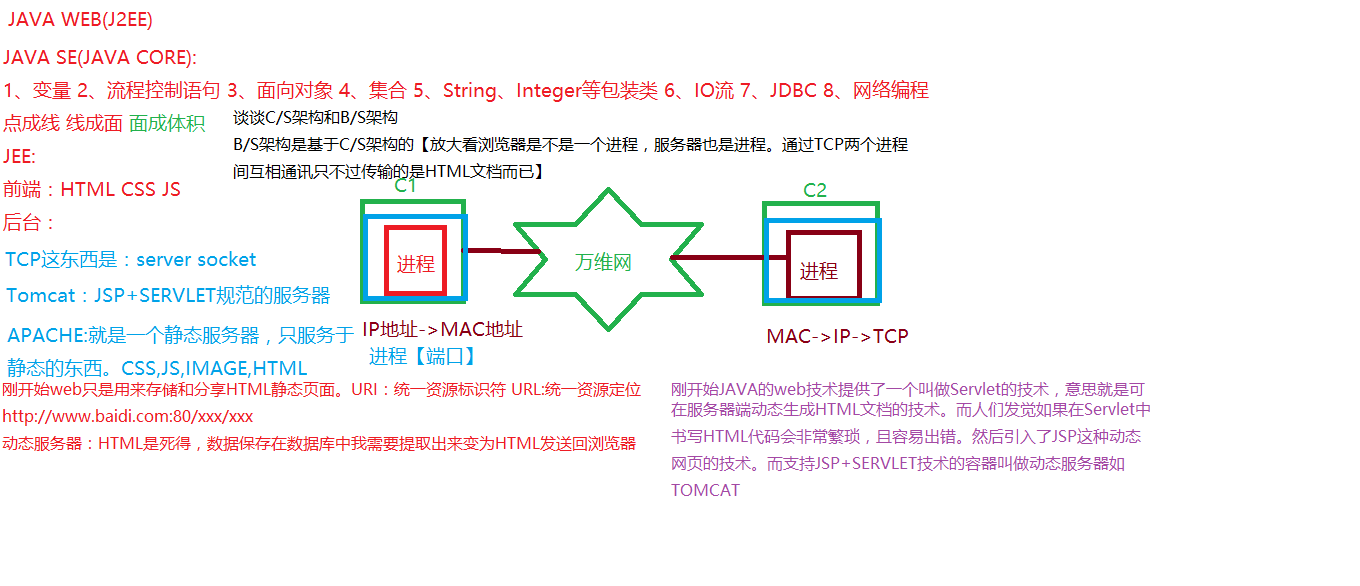 JAVA WEB(J2EE)
JAVA SE(JAVA CORE):
1、变量 2、流程控制语句 3、面向对象 4、集合 5、String、Integer等包装类 6、IO流 7、JDBC 8、网络编程
点成线 线成面 面成体积
谈谈C/S架构和B/S架构
B/S架构是基于C/S架构的【放大看浏览器是不是一个进程，服务器也是进程。通过TCP两个进程
间互相通讯只不过传输的是HTML文档而已】
JEE:
前端：HTML CSS JS
后台：
TCP这东西是：server socket
Tomcat：JSP+SERVLET规范的服务器
APACHE:就是一个静态服务器，只服务于
静态的东西。CSS,JS,IMAGE,HTML
C1
进程
万维网
C2
进程
IP地址->MAC地址
进程【端口】
MAC->IP->TCP
刚开始web只是用来存储和分享HTML静态页面。URI：统一资源标识符 URL:统一资源定位
http://www.baidi.com:80/xxx/xxx
动态服务器：HTML是死得，数据保存在数据库中我需要提取出来变为HTML发送回浏览器
刚开始JAVA的web技术提供了一个叫做Servlet的技术，意思就是可
在服务器端动态生成HTML文档的技术。而人们发觉如果在Servlet中
书写HTML代码会非常繁琐，且容易出错。然后引入了JSP这种动态
网页的技术。而支持JSP+SERVLET技术的容器叫做动态服务器如
TOMCAT